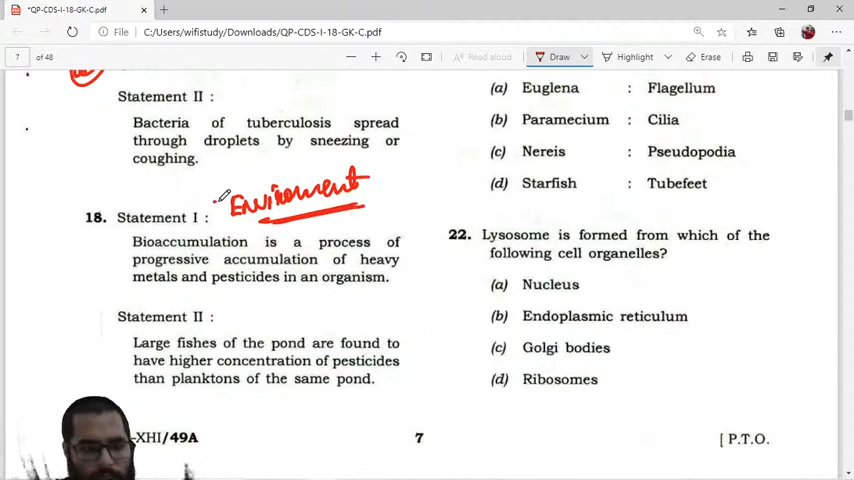 *QP-CDS-I-18-GK-C.pdf
File
C:/Users/wifistudy/Downloads/QP-CDS-I-18-GK-C.pdf
7
of 48
Read aloud
Draw
Highlight
Erase
Statement II :
Bacteria of tuberculosis spread
through droplets by sneezing or
coughing.
Enviroment
18. Statement I :
Bioaccumulation is a process of
progressive accumulation of heavy
metals and pesticides in an organism.
Statement II :
Large fishes of the pond are found to
have higher concentration of pesticides
than planktons of the same pond.
(a) Euglena : Flagellum
(b) Paramecium : Cilia
(c) Nereis : Pseudopodia
(d) Starfish : Tubefeet
22. Lysosome is formed from which of the
following cell organelles?
(a) Nucleus
(b) Endoplasmic reticulum
(c) Golgi bodies
(d) Ribosomes
–XHI/49A
7
[ P.T.O.